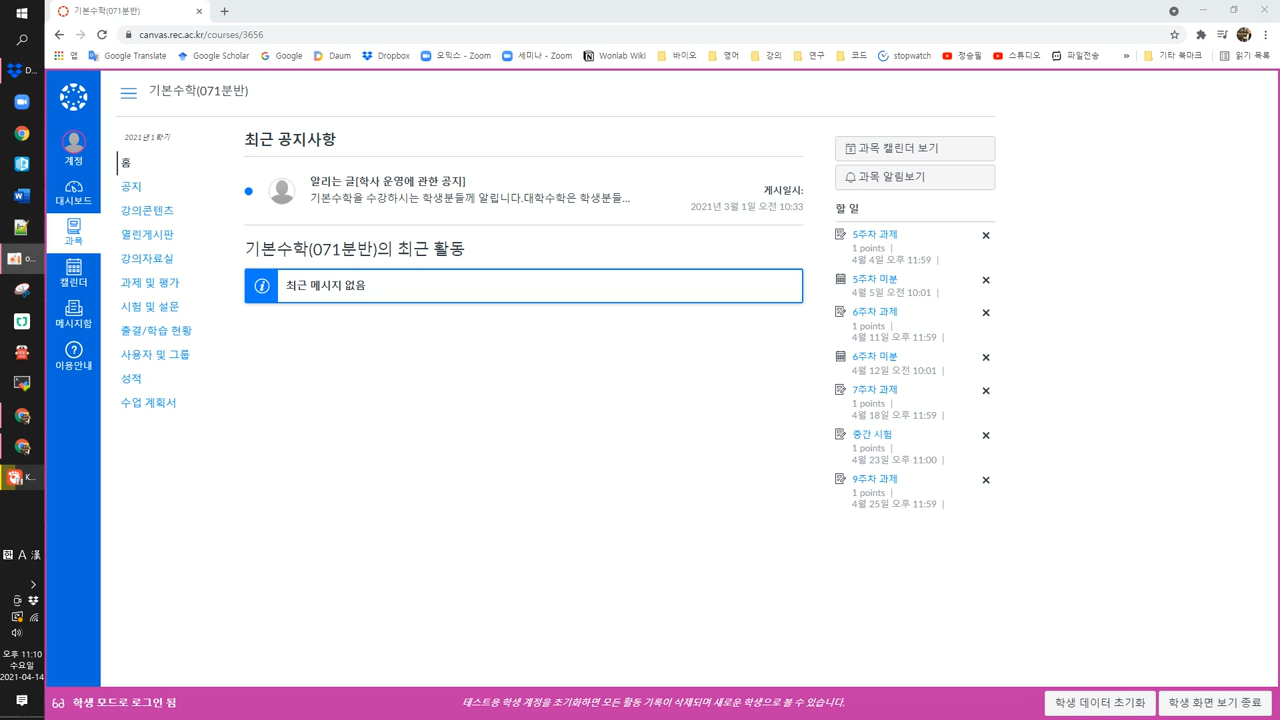 기본수학(071분반)
canvas.rec.ac.kr/courses/3656
앱 Google Translate Google Scholar Google Daum Dropbox 오믹스 - Zoom 세미나 - Zoom Wonlab Wiki 바이오 영어 강의 연구 코드 stopwatch 정승필 스튜디오 파일전송 » 기타 북마크 읽기 목록
D...
o...
K...
한 A 漢
오후 11:10
수요일
2021-04-14
계정
대시보드
과목
캘린더
메시지함
이용안내
기본수학(071분반)
2021년 1학기
홈
공지
강의콘텐츠
열린게시판
강의자료실
과제 및 평가
시험 및 설문
출결/학습 현황
사용자 및 그룹
성적
수업 계획서
최근 공지사항
알리는 글[학사 운영에 관한 공지]
기본수학을 수강하시는 학생분들께 알립니다.대학수학은 학생분들...
게시일시:
2021년 3월 1일 오전 10:33
기본수학(071분반)의 최근 활동
최근 메시지 없음
과목 캘린더 보기
과목 알림보기
할 일
5주차 과제
1 points |
4월 4일 오후 11:59 |
5주차 미분
4월 5일 오전 10:01 |
6주차 과제
1 points |
4월 11일 오후 11:59 |
6주차 미분
4월 12일 오전 10:01 |
7주차 과제
1 points |
4월 18일 오후 11:59 |
중간 시험
1 points |
4월 23일 오후 11:00 |
9주차 과제
1 points |
4월 25일 오후 11:59 |
학생 모드로 로그인 됨
테스트용 학생 계정을 초기화하면 모든 활동 기록이 삭제되며 새로운 학생으로 볼 수 있습니다.
학생 데이터 초기화
학생 화면 보기 종료